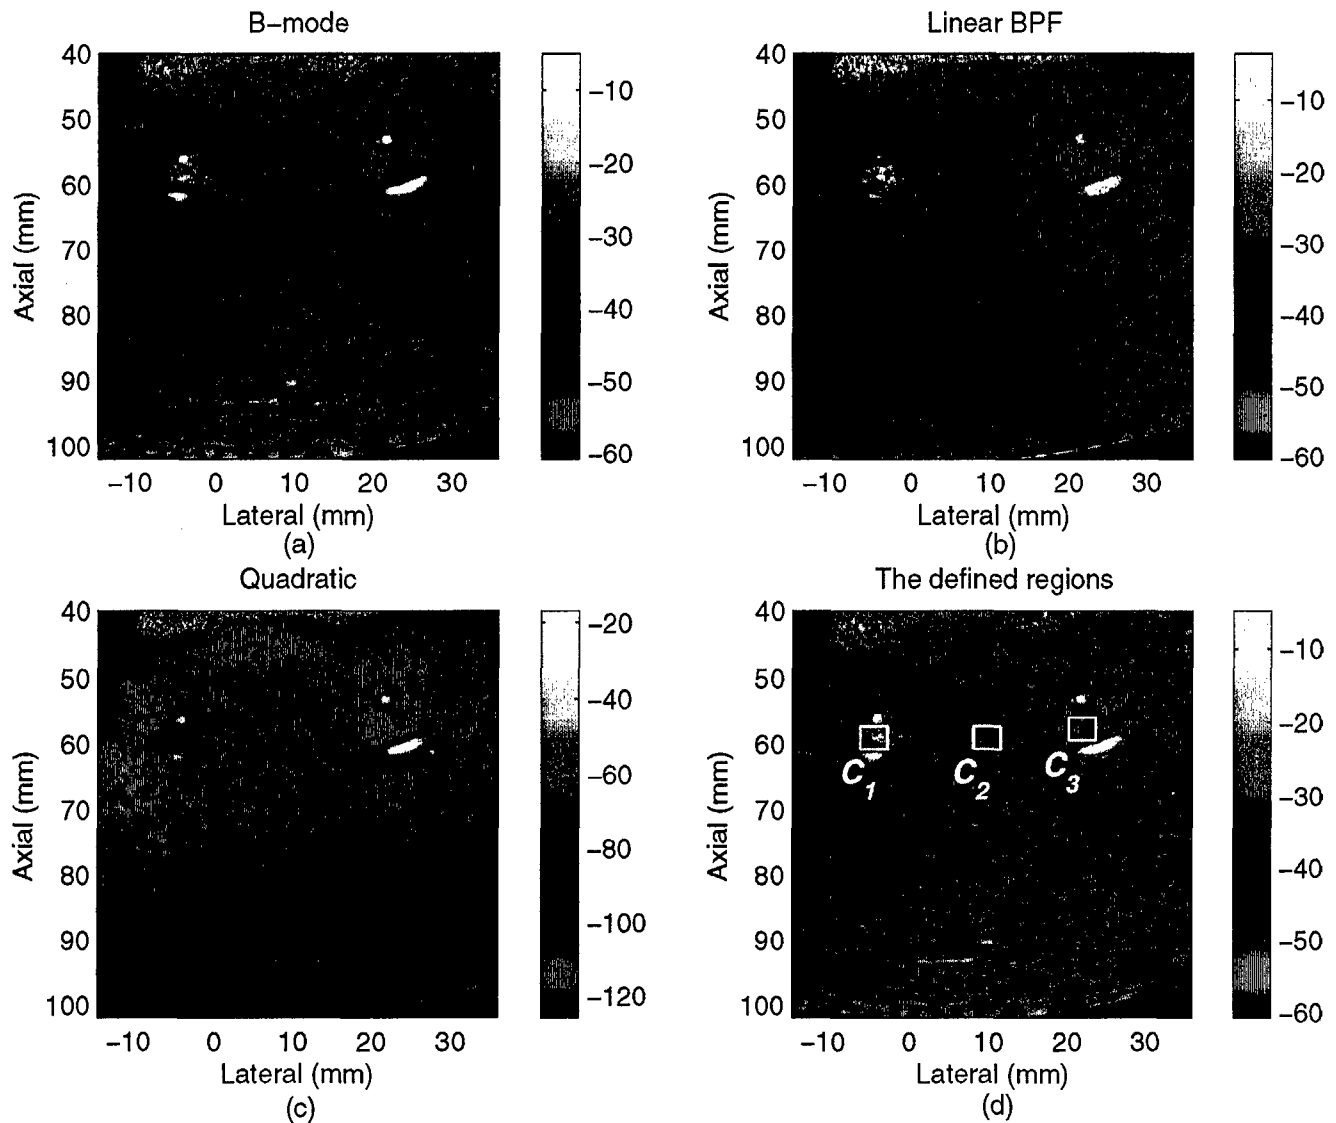 B-mode
40
50
60
70
80
90
100
Axial (mm)
-10 0 10 20 30
Lateral (mm)
(a)
-10
-20
-30
-40
-50
-60
Linear BPF
40
50
60
70
80
90
100
Axial (mm)
-10 0 10 20 30
Lateral (mm)
(b)
-10
-20
-30
-40
-50
-60
Quadratic
40
50
60
70
80
90
100
Axial (mm)
-10 0 10 20 30
Lateral (mm)
(c)
-20
-40
-60
-80
-100
-120
The defined regions
40
50
60
70
80
90
100
Axial (mm)
C1 C2 C3
-10 0 10 20 30
Lateral (mm)
(d)
-10
-20
-30
-40
-50
-60